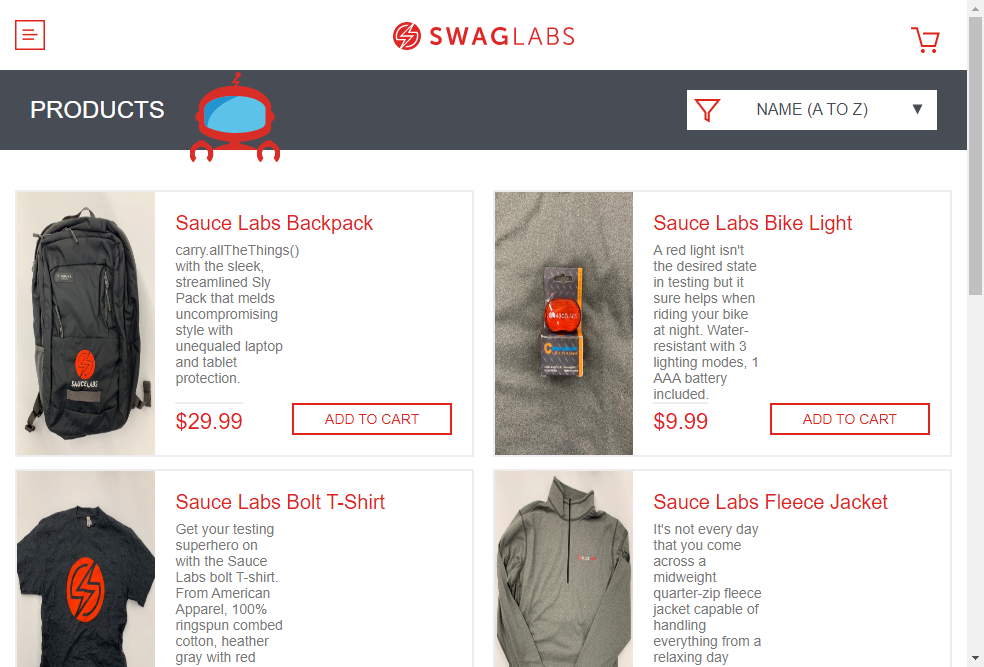 SWAGLABS
PRODUCTS
NAME (A TO Z)
Sauce Labs Backpack
carry.allTheThings()
with the sleek,
streamlined Sly
Pack that melds
uncompromising
style with
unequaled laptop
and tablet
protection.
$29.99
ADD TO CART
SAUCELABS
Sauce Labs Bike Light
A red light isn't
the desired state
in testing but it
sure helps when
riding your bike
at night. Water-
resistant with 3
lighting modes, 1
AAA battery
included.
$9.99
ADD TO CART
Sauce Labs Bolt T-Shirt
Get your testing
superhero on
with the Sauce
Labs bolt T-shirt.
From American
Apparel, 100%
ringspun combed
cotton, heather
gray with red
Sauce Labs Fleece Jacket
It's not every day
that you come
across a
midweight
quarter-zip fleece
jacket capable of
handling
everything from a
relaxing day